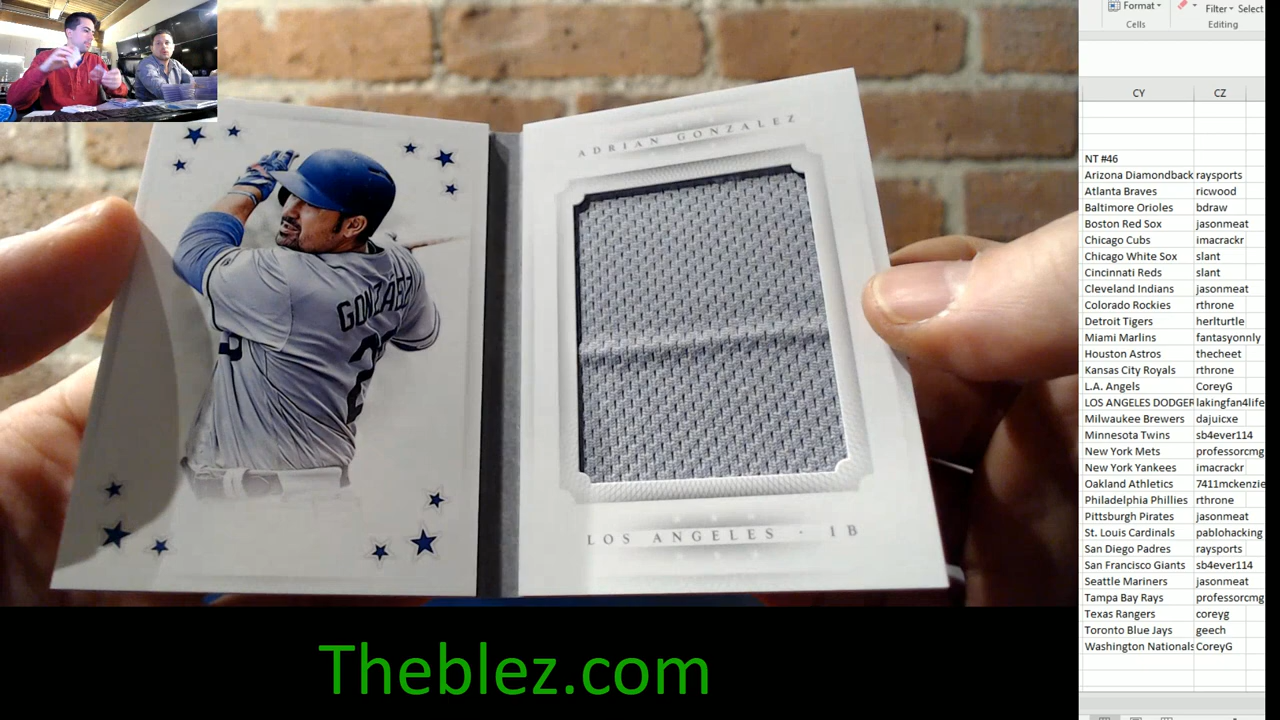 ADRIAN GONZALEZ
GONZÁLEZ
LOS ANGELES · 1B
Theblez.com
Format
Filter
Select
Cells
Editing
CY CZ
NT #46
Arizona Diamondback raysports
Atlanta Braves ricwood
Baltimore Orioles bdraw
Boston Red Sox jasonmeat
Chicago Cubs imacrackr
Chicago White Sox slant
Cincinnati Reds slant
Cleveland Indians jasonmeat
Colorado Rockies rthrone
Detroit Tigers herlturtle
Miami Marlins fantasyonnly
Houston Astros thecheet
Kansas City Royals rthrone
L.A. Angels CoreyG
LOS ANGELES DODGER lakingfan4life
Milwaukee Brewers dajuicxe
Minnesota Twins sb4ever114
New York Mets professorcmg
New York Yankees imacrackr
Oakland Athletics 7411mckenzie
Philadelphia Phillies rthrone
Pittsburgh Pirates jasonmeat
St. Louis Cardinals pablohacking
San Diego Padres raysports
San Francisco Giants sb4ever114
Seattle Mariners jasonmeat
Tampa Bay Rays professorcmg
Texas Rangers coreyg
Toronto Blue Jays geech
Washington Nationals CoreyG